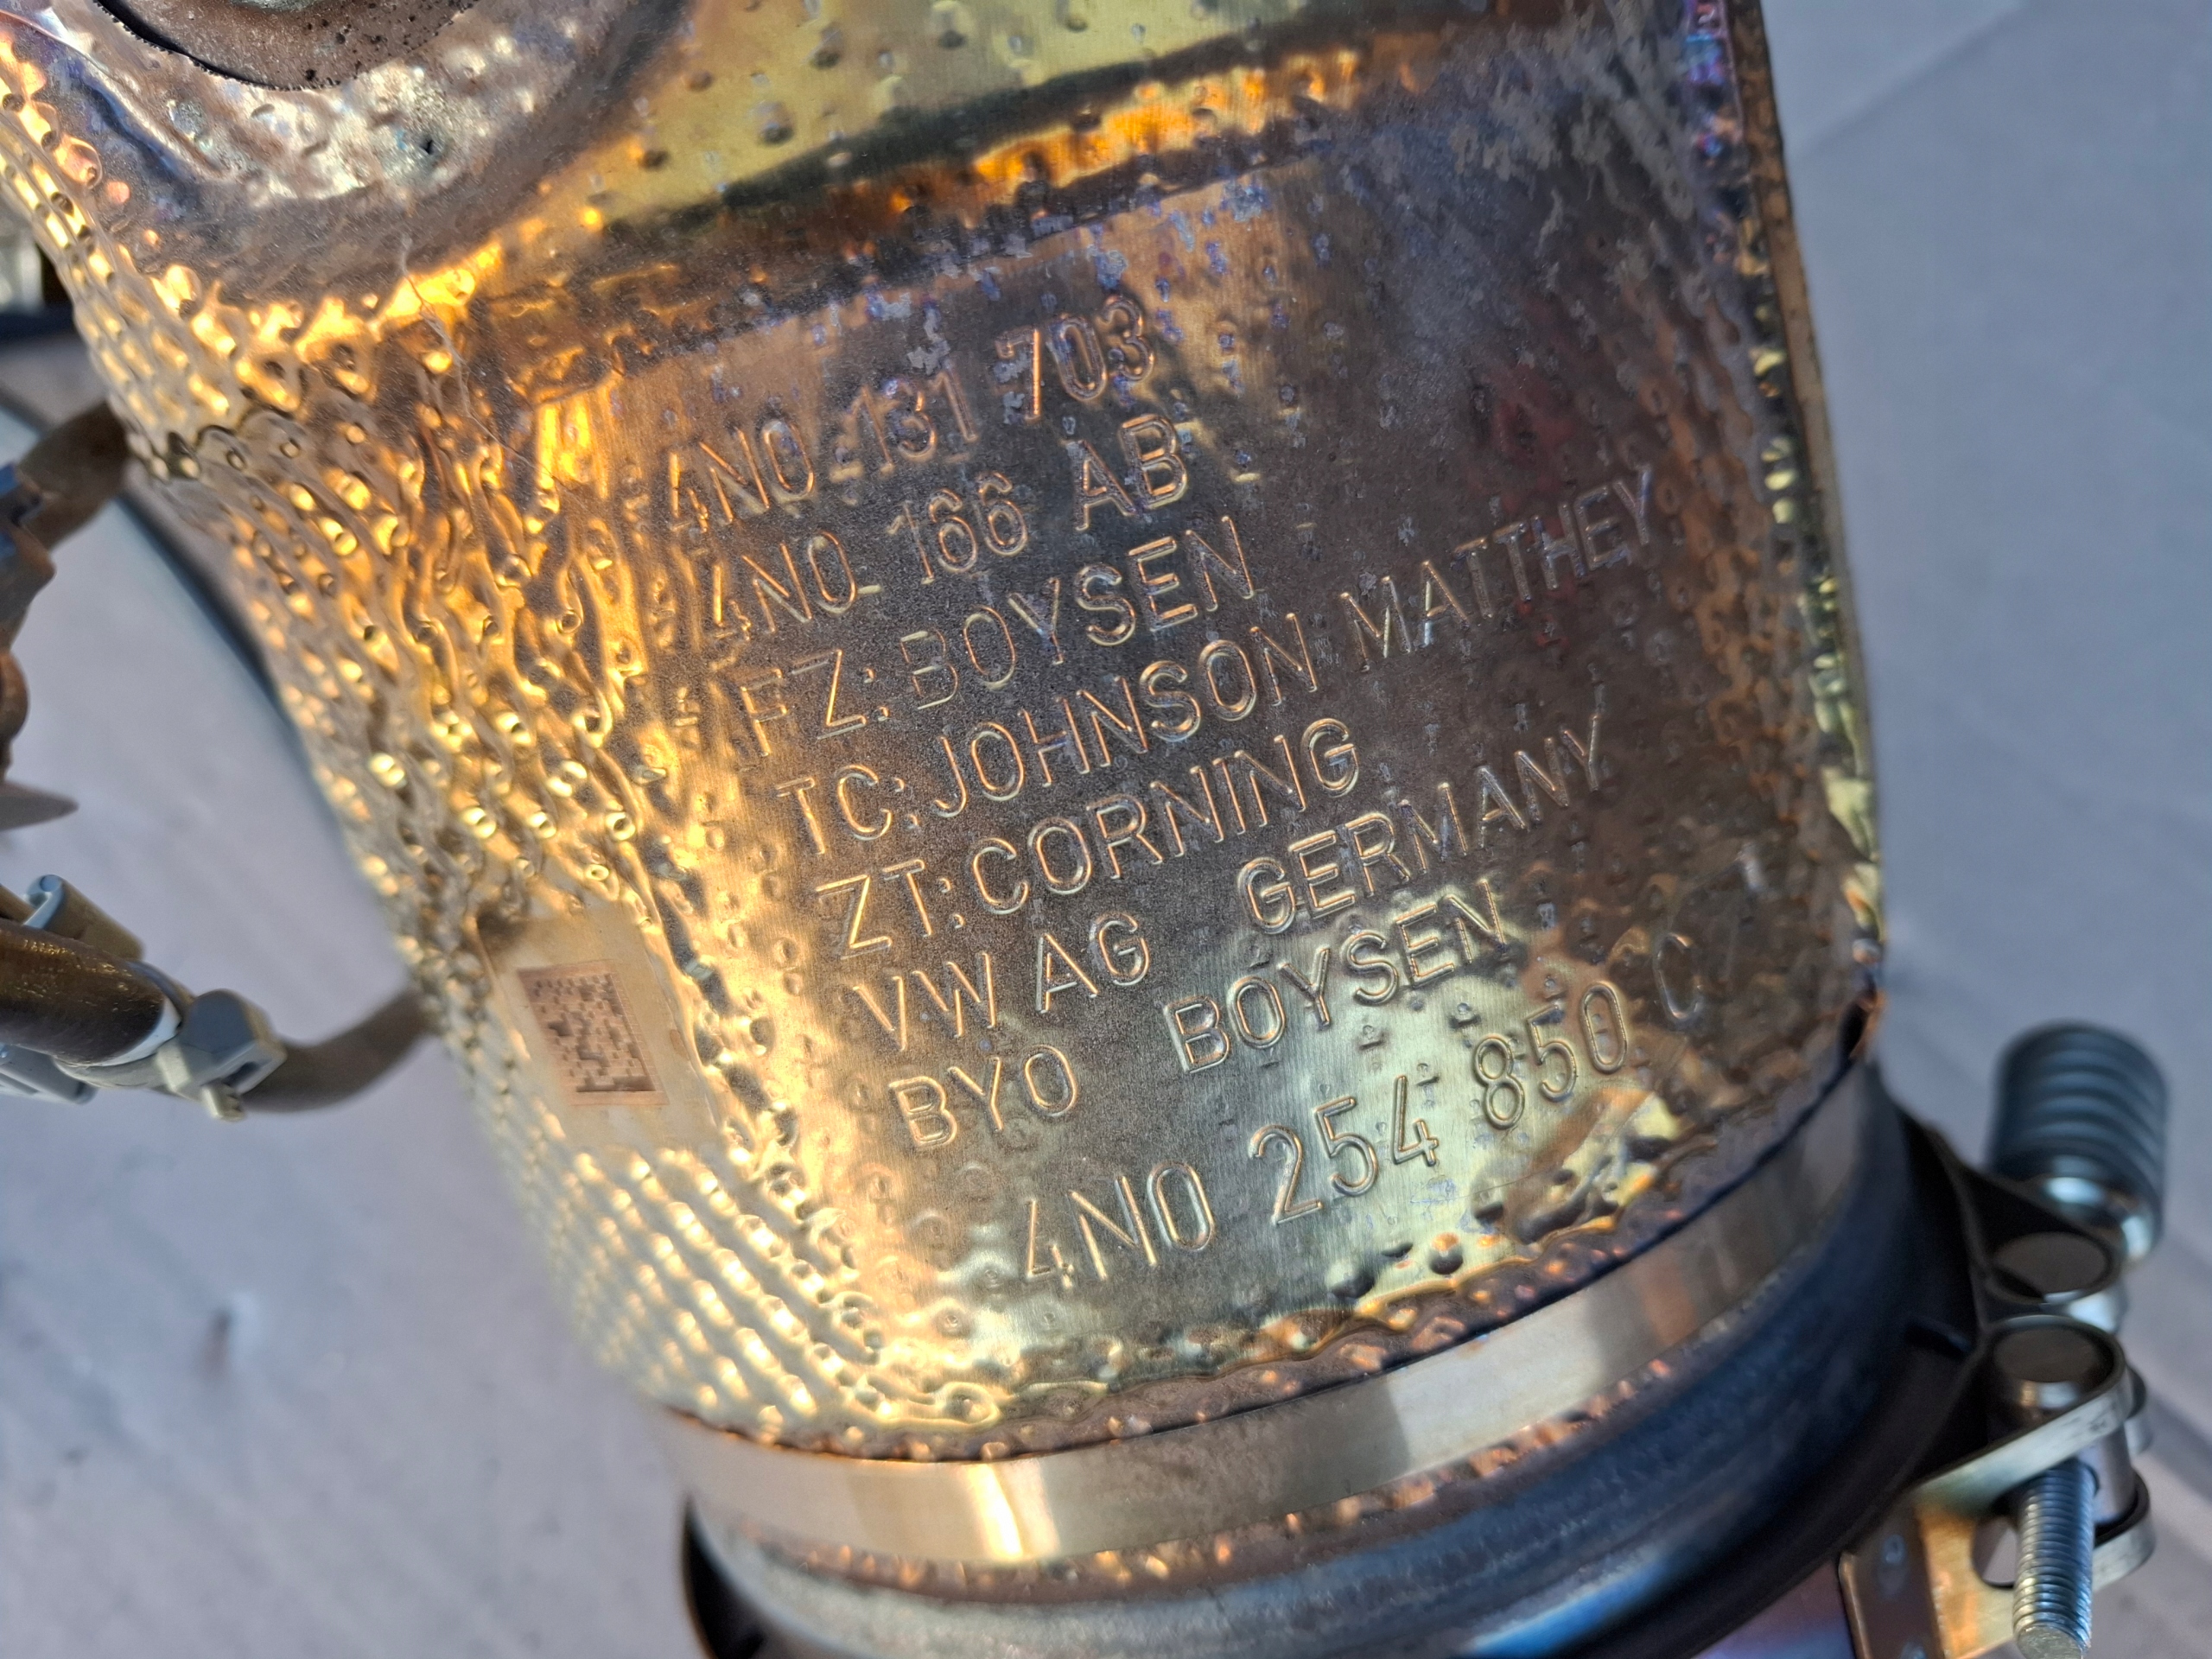 4N0 131 703
4N0 166 AB
FZ: BOYSEN
TC: JOHNSON MATTHEY
ZT: CORNING
VW AG GERMANY
BYO BOYSEN
4N0 254 850 C